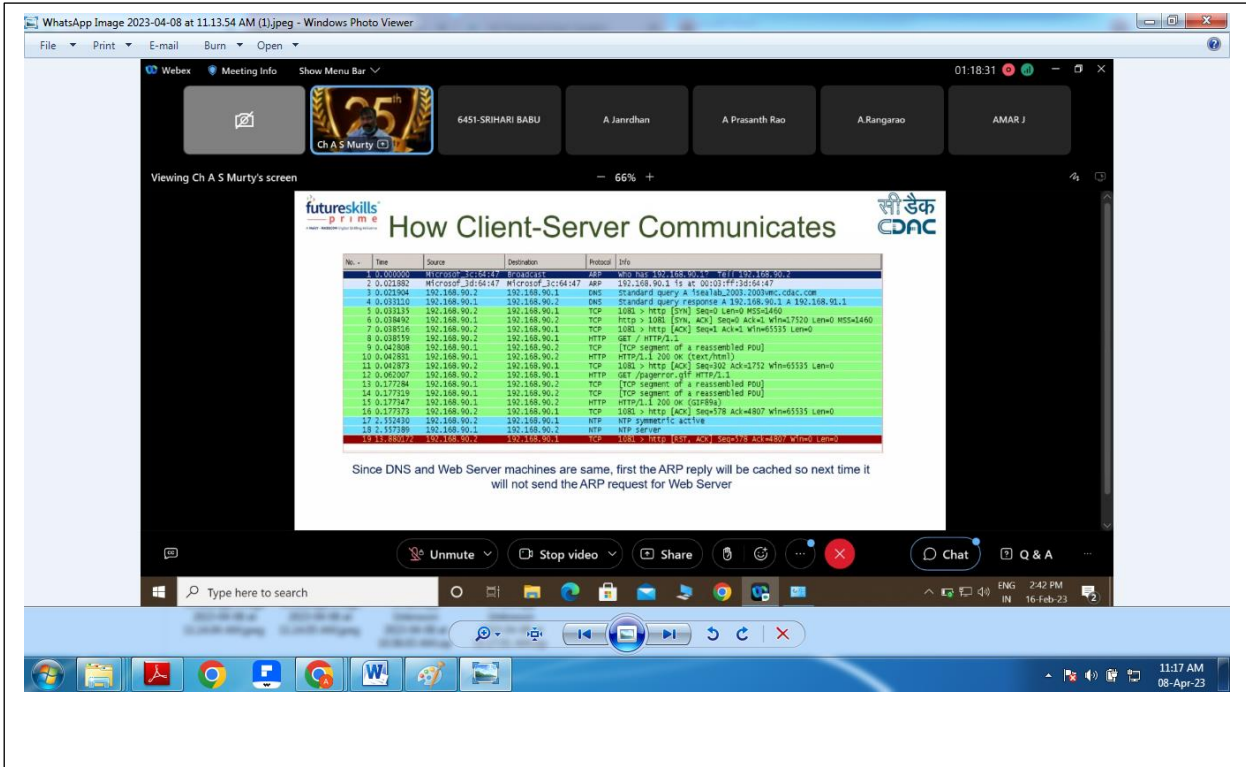 WhatsApp Image 2023-04-08 at 11.13.54 AM (1).jpeg - Windows Photo Viewer
File Print E-mail Burn Open
Webex Meeting Info Show Menu Bar 01:18:31
Ch A S Murty 6451-SRIHARI BABU A Janrdhan A Prasanth Rao A.Rangarao AMAR J
25th
Viewing Ch A S Murty's screen 66%
futureskills
prime
सी डैक
CDAC
How Client-Server Communicates
No. - Time Source Destination Protocol Info
1 0.000000 Microsof_3c:64:47 Broadcast ARP Who has 192.168.90.1? Tell 192.168.90.2
2 0.021882 Microsof_3d:64:47 Microsof_3c:64:47 ARP 192.168.90.1 is at 00:03:ff:3d:64:47
3 0.021904 192.168.90.2 192.168.90.1 DNS Standard query A isealab_2003.2003vmc.cdac.com
4 0.033110 192.168.90.1 192.168.90.2 DNS Standard query response A 192.168.90.1 A 192.168.91.1
5 0.033135 192.168.90.2 192.168.90.1 TCP 1081 > http [SYN] Seq=0 Len=0 MSS=1460
6 0.038492 192.168.90.1 192.168.90.2 TCP http > 1081 [SYN, ACK] Seq=0 Ack=1 Win=17520 Len=0 MSS=1460
7 0.038516 192.168.90.2 192.168.90.1 TCP 1081 > http [ACK] Seq=1 Ack=1 Win=65535 Len=0
8 0.038559 192.168.90.2 192.168.90.1 HTTP GET / HTTP/1.1
9 0.042808 192.168.90.1 192.168.90.2 TCP [TCP segment of a reassembled PDU]
10 0.042831 192.168.90.1 192.168.90.2 HTTP HTTP/1.1 200 OK (text/html)
11 0.042873 192.168.90.2 192.168.90.1 TCP 1081 > http [ACK] Seq=302 Ack=1752 Win=65535 Len=0
12 0.062007 192.168.90.2 192.168.90.1 HTTP GET /pagerror.gif HTTP/1.1
13 0.177284 192.168.90.1 192.168.90.2 TCP [TCP segment of a reassembled PDU]
14 0.177319 192.168.90.1 192.168.90.2 TCP [TCP segment of a reassembled PDU]
15 0.177347 192.168.90.1 192.168.90.2 HTTP HTTP/1.1 200 OK (GIF89a)
16 0.177373 192.168.90.2 192.168.90.1 TCP 1081 > http [ACK] Seq=578 Ack=4807 Win=65535 Len=0
17 2.552430 192.168.90.2 192.168.90.1 NTP NTP symmetric active
18 2.557389 192.168.90.1 192.168.90.2 NTP NTP server
19 13.880172 192.168.90.2 192.168.90.1 TCP 1081 > http [RST, ACK] Seq=578 Ack=4807 Win=0 Len=0
Since DNS and Web Server machines are same, first the ARP reply will be cached so next time it
will not send the ARP request for Web Server
Unmute Stop video Share Chat Q & A
Type here to search ENG 2:42 PM
IN 16-Feb-23 2
11:17 AM
08-Apr-23